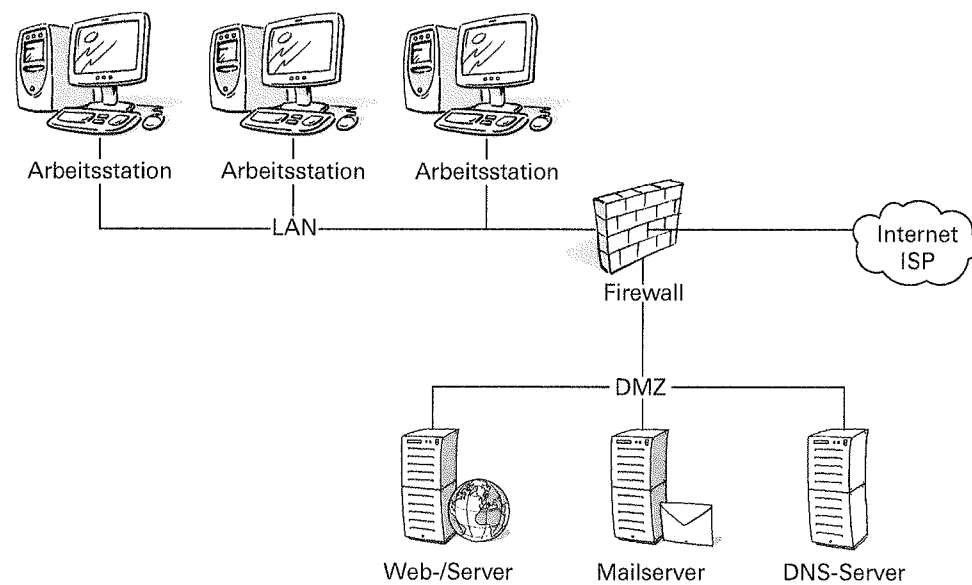 Arbeitsstation
Arbeitsstation
Arbeitsstation
LAN
Internet
ISP
Firewall
DMZ
Web-/Server
Mailserver
DNS-Server